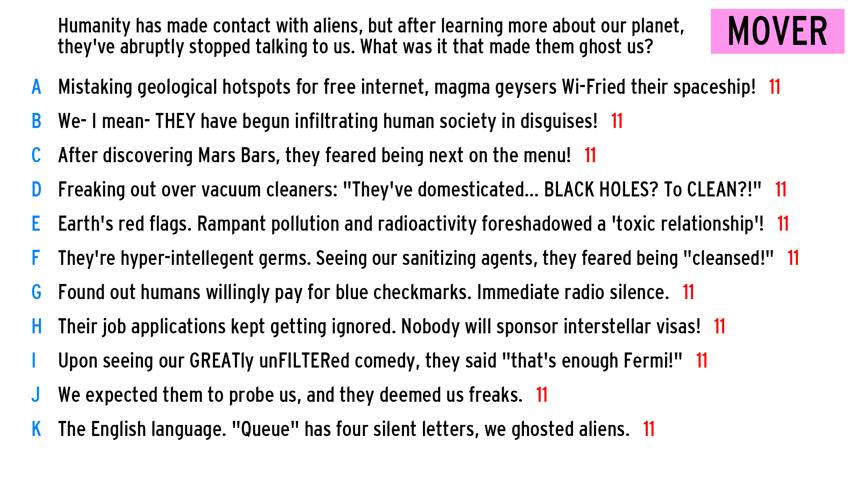 Humanity has made contact with aliens, but after learning more about our planet,
they've abruptly stopped talking to us. What was it that made them ghost us?
MOVER
A Mistaking geological hotspots for free internet, magma geysers Wi-Fried their spaceship! 11
B We- I mean- THEY have begun infiltrating human society in disguises! 11
C After discovering Mars Bars, they feared being next on the menu! 11
D Freaking out over vacuum cleaners: "They've domesticated... BLACK HOLES? To CLEAN?!" 11
E Earth's red flags. Rampant pollution and radioactivity foreshadowed a 'toxic relationship'! 11
F They're hyper-intellegent germs. Seeing our sanitizing agents, they feared being "cleansed!" 11
G Found out humans willingly pay for blue checkmarks. Immediate radio silence. 11
H Their job applications kept getting ignored. Nobody will sponsor interstellar visas! 11
I Upon seeing our GREATly unFILTERed comedy, they said "that's enough Fermi!" 11
J We expected them to probe us, and they deemed us freaks. 11
K The English language. "Queue" has four silent letters, we ghosted aliens. 11